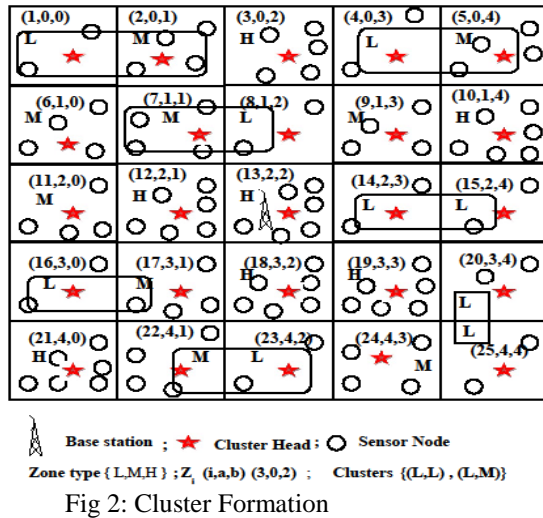 (1,0,0) (2,0,1) (3,0,2) (4,0,3) (5,0,4)
L M H L M
(6,1,0) (7,1,1) (8,1,2) (9,1,3) (10,1,4)
M M L M H
(11,2,0) (12,2,1) (13,2,2) (14,2,3) (15,2,4)
M H H L L
(16,3,0) (17,3,1) (18,3,2) (19,3,3) (20,3,4)
L M H H L
(21,4,0) (22,4,1) (23,4,2) (24,4,3) L
H M L M (25,4,4)
Base station ; Cluster Head ; Sensor Node
Zone type { L,M,H } ; Zi (i,a,b) (3,0,2) ; Clusters {(L,L) , (L,M)}
Fig 2: Cluster Formation